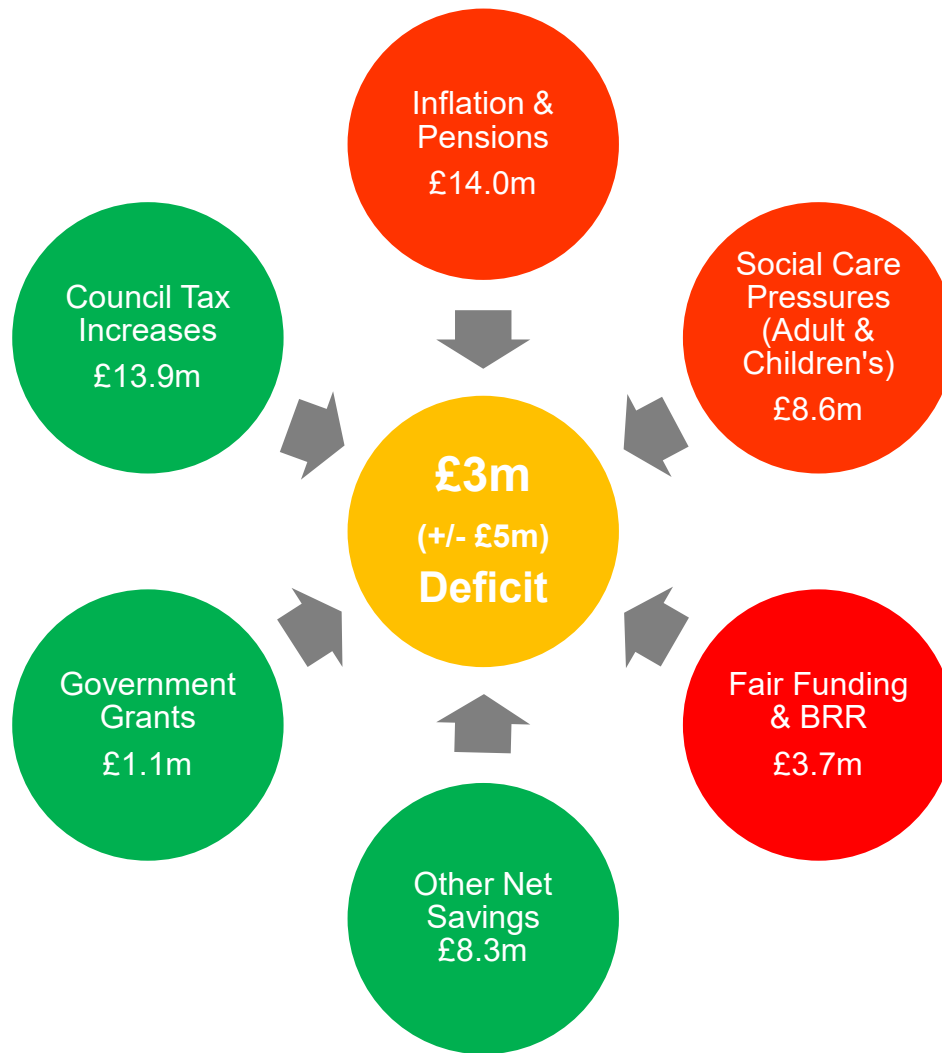 Inflation &
Pensions
£14.0m
Council Tax
Increases
£13.9m
Social Care
Pressures
(Adult &
Children's)
£8.6m
£3m
(+/- £5m)
Deficit
Government
Grants
£1.1m
Fair Funding
& BRR
£3.7m
Other Net
Savings
£8.3m